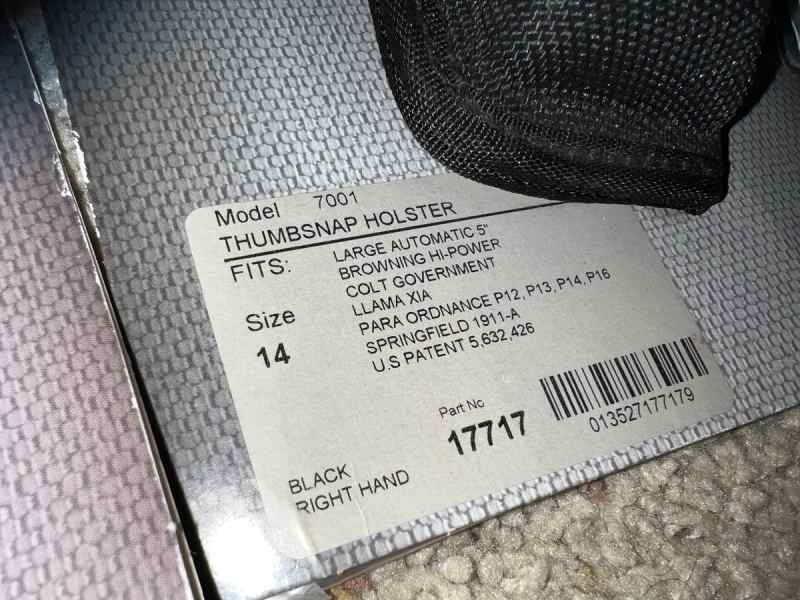 Model 7001
THUMBSNAP HOLSTER
FITS:
LARGE AUTOMATIC 5"
BROWNING HI-POWER
COLT GOVERNMENT
LLAMA XIA
PARA ORDNANCE P12, P13, P14, P16
SPRINGFIELD 1911-A
U.S PATENT 5,632,426
Size
14
Part No
17717
013527177179
BLACK
RIGHT HAND